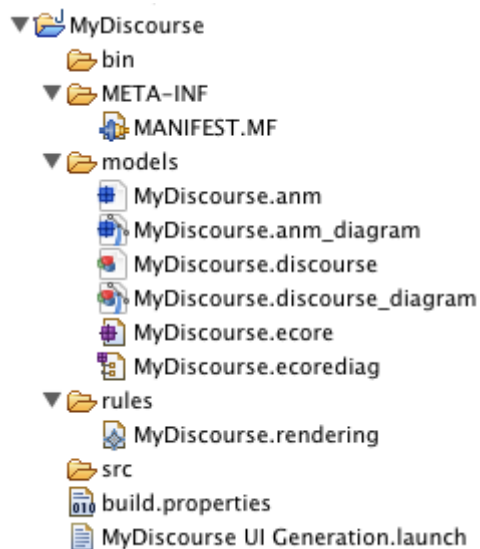 MyDiscourse
bin
META-INF
MANIFEST.MF
models
MyDiscourse.anm
MyDiscourse.anm_diagram
MyDiscourse.discourse
MyDiscourse.discourse_diagram
MyDiscourse.ecore
MyDiscourse.ecorediag
rules
MyDiscourse.rendering
src
build.properties
MyDiscourse UI Generation.launch